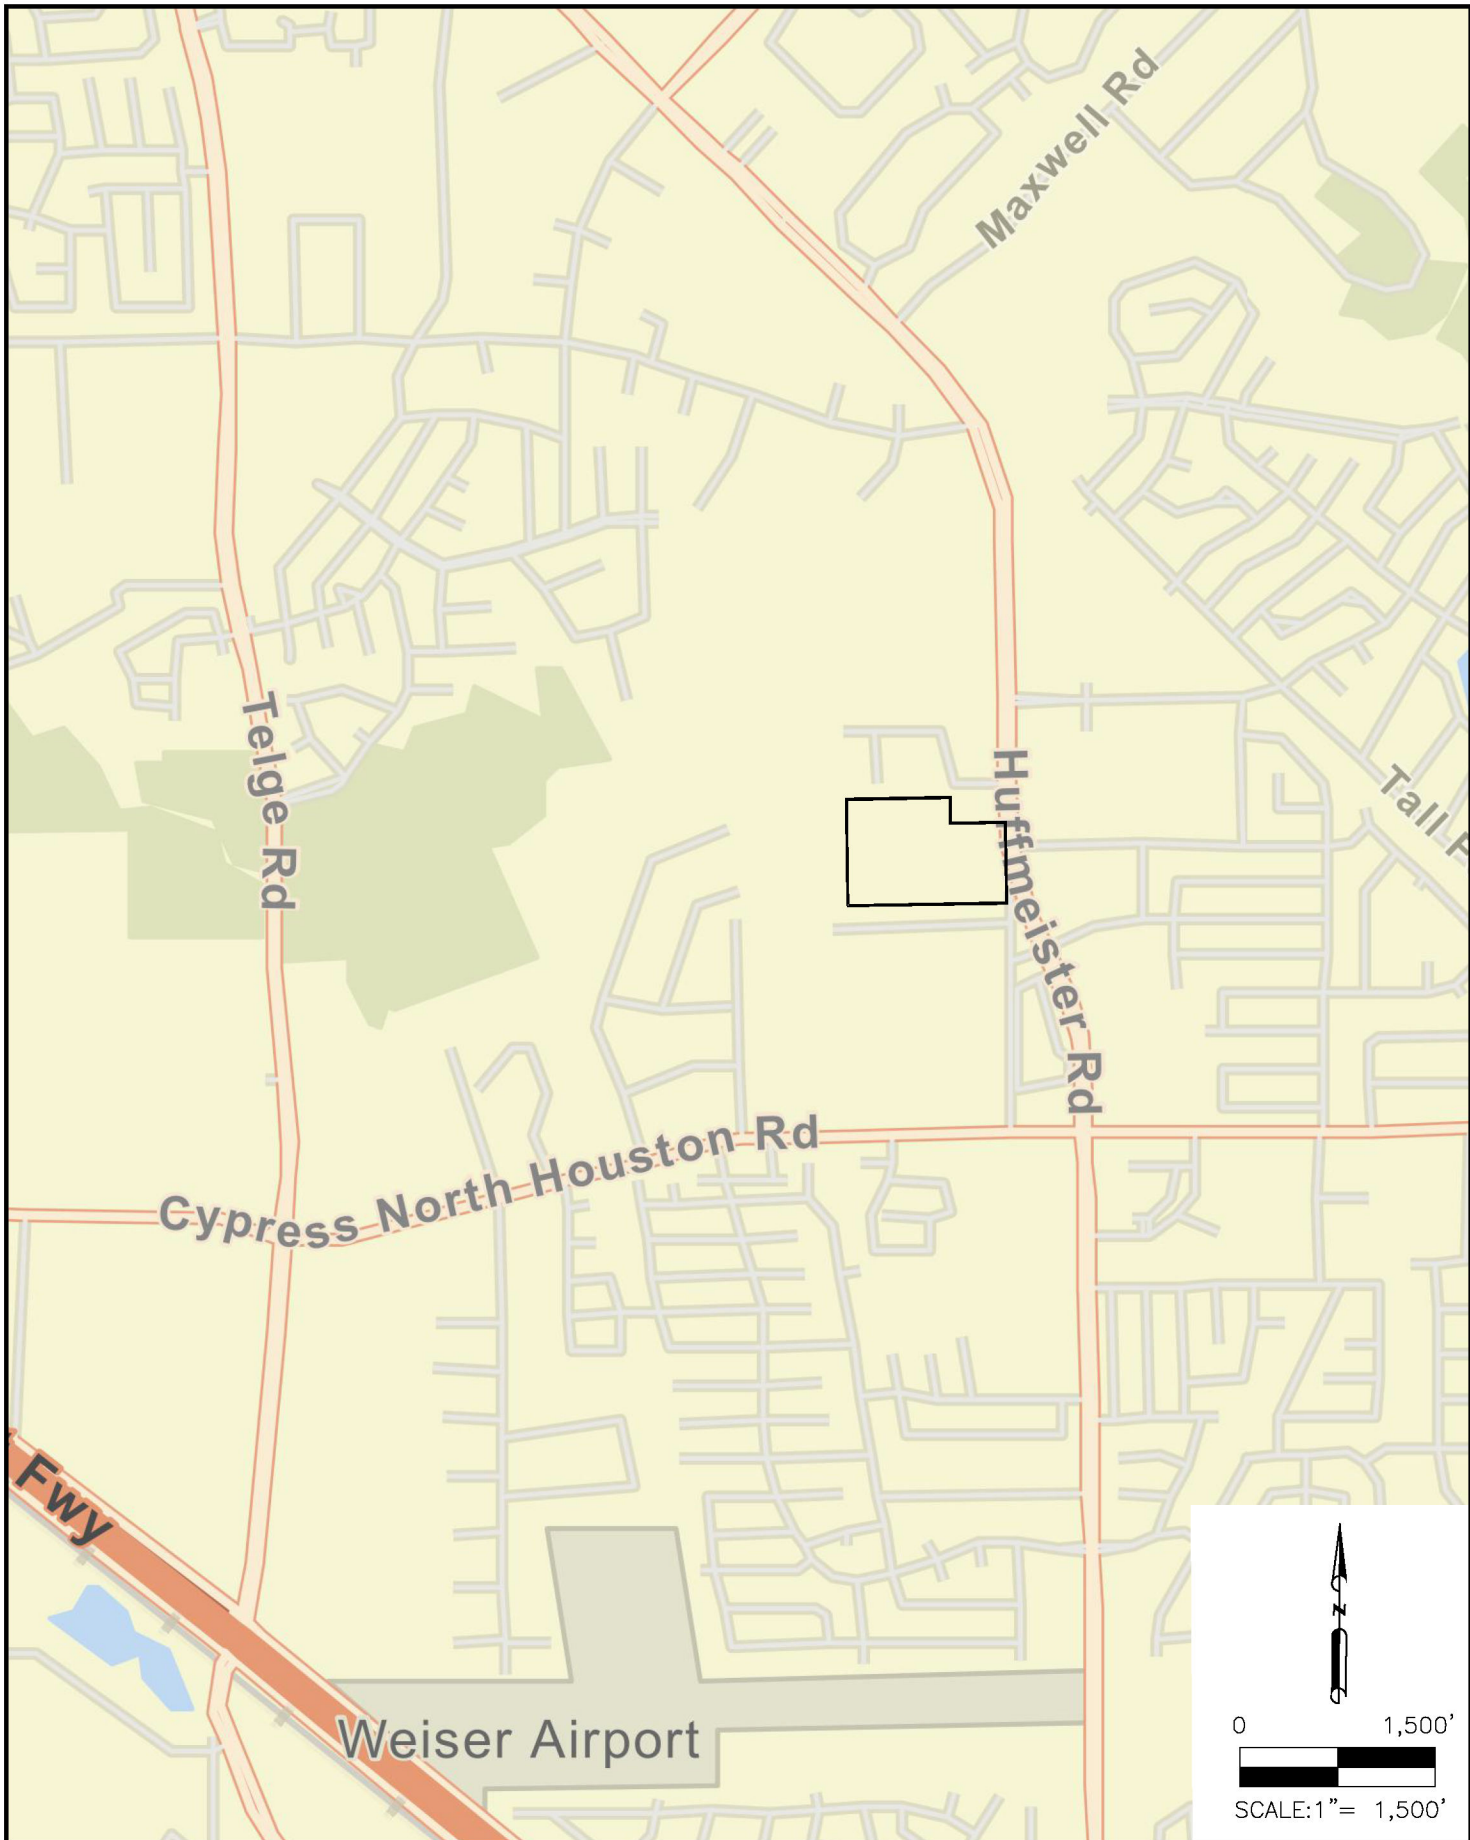 Maxwell Rd
Telge Rd
Huffmeister Rd
Tall P
Cypress North Houston Rd
Fwy
Weiser Airport
N
0 1,500'
SCALE:1"= 1,500'